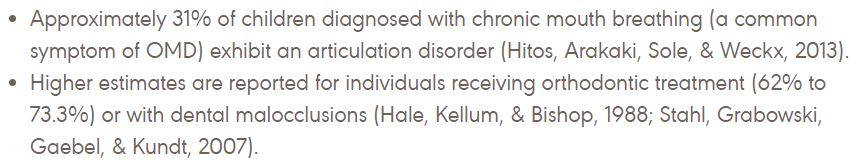 • Approximately 31% of children diagnosed with chronic mouth breathing (a common
symptom of OMD) exhibit an articulation disorder (Hitos, Arakaki, Sole, & Weckx, 2013).
• Higher estimates are reported for individuals receiving orthodontic treatment (62% to
73.3%) or with dental malocclusions (Hale, Kellum, & Bishop, 1988; Stahl, Grabowski,
Gaebel, & Kundt, 2007).